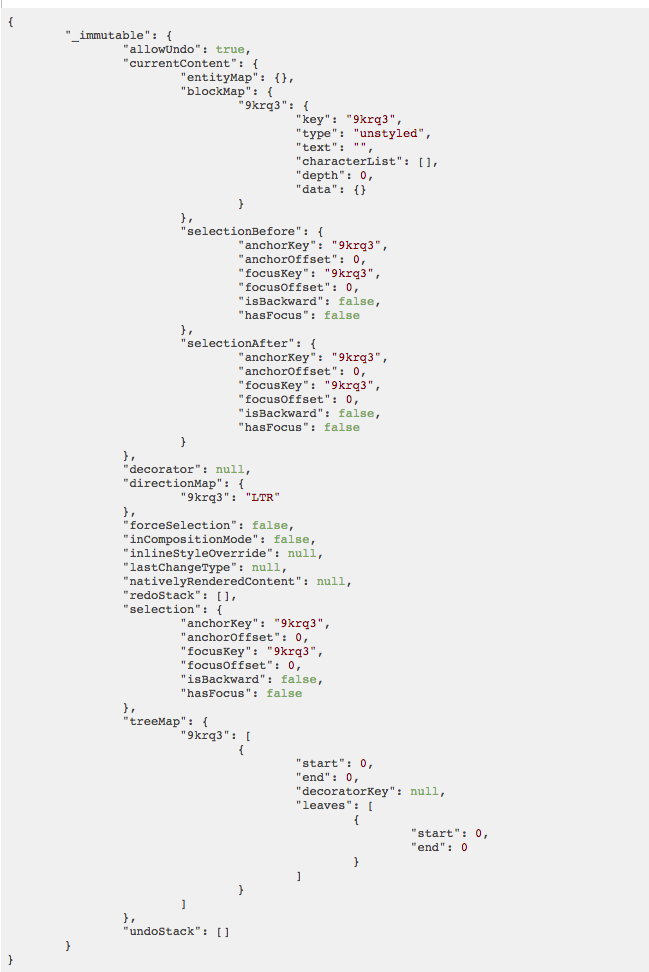 {
"_immutable": {
"allowUndo": true,
"currentContent": {
"entityMap": {},
"blockMap": {
"9krq3": {
"key": "9krq3",
"type": "unstyled",
"text": "",
"characterList": [],
"depth": 0,
"data": {}
}
},
"selectionBefore": {
"anchorKey": "9krq3",
"anchorOffset": 0,
"focusKey": "9krq3",
"focusOffset": 0,
"isBackward": false,
"hasFocus": false
},
"selectionAfter": {
"anchorKey": "9krq3",
"anchorOffset": 0,
"focusKey": "9krq3",
"focusOffset": 0,
"isBackward": false,
"hasFocus": false
}
},
"decorator": null,
"directionMap": {
"9krq3": "LTR"
},
"forceSelection": false,
"inCompositionMode": false,
"inlineStyleOverride": null,
"lastChangeType": null,
"nativelyRenderedContent": null,
"redoStack": [],
"selection": {
"anchorKey": "9krq3",
"anchorOffset": 0,
"focusKey": "9krq3",
"focusOffset": 0,
"isBackward": false,
"hasFocus": false
},
"treeMap": {
"9krq3": [
{
"start": 0,
"end": 0,
"decoratorKey": null,
"leaves": [
{
"start": 0,
"end": 0
}
]
}
]
},
"undoStack": []
}
}